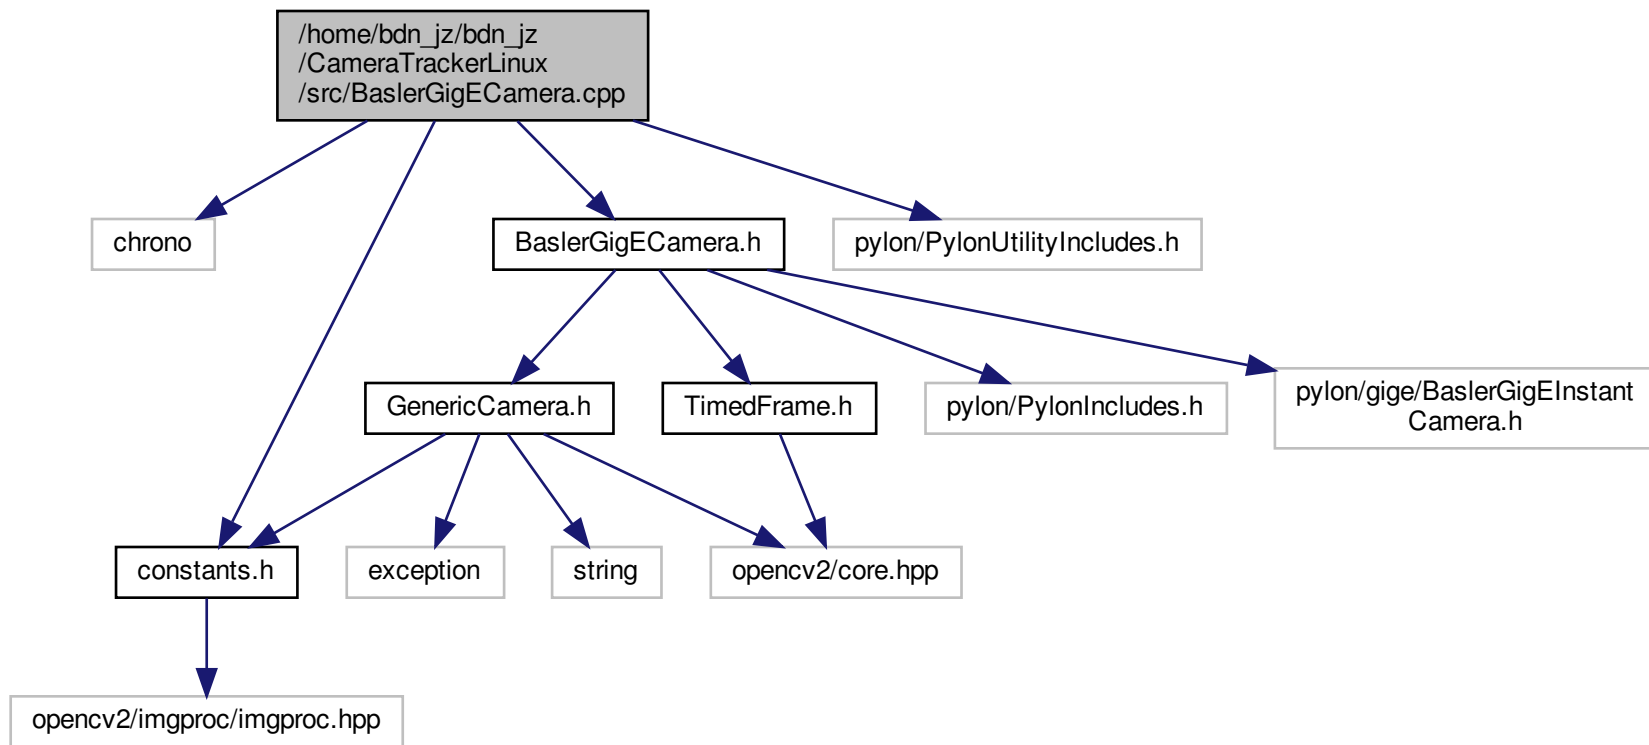 /home/bdn_jz/bdn_jz
/CameraTrackerLinux
/src/BaslerGigECamera.cpp
chrono
BaslerGigECamera.h
pylon/PylonUtilityIncludes.h
GenericCamera.h
TimedFrame.h
pylon/PylonIncludes.h
pylon/gige/BaslerGigEInstant
Camera.h
constants.h
exception
string
opencv2/core.hpp
opencv2/imgproc/imgproc.hpp